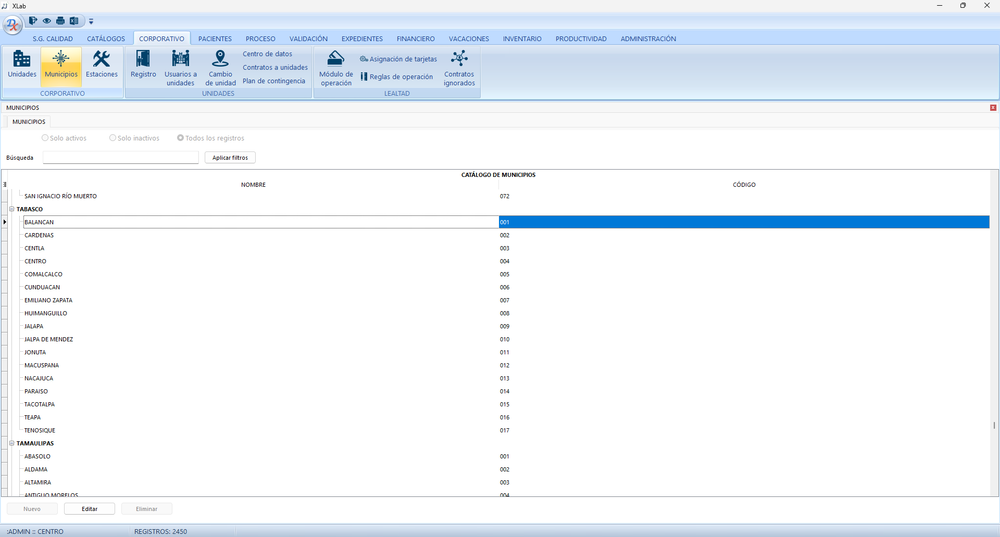 XLab
S.G. CALIDAD CATÁLOGOS CORPORATIVO PACIENTES PROCESO VALIDACIÓN EXPEDIENTES FINANCIERO VACACIONES INVENTARIO PRODUCTIVIDAD ADMINISTRACIÓN
Unidades
Municipios
Estaciones
CORPORATIVO
Registro
Usuarios a
unidades
Cambio
de unidad
Centro de datos
Contratos a unidades
Plan de contingencia
UNIDADES
Módulo de
operación
Asignación de tarjetas
Reglas de operación
Contratos
ignorados
LEALTAD
MUNICIPIOS
MUNICIPIOS
Solo activos Solo inactivos Todos los registros
Búsqueda Aplicar filtros
CATÁLOGO DE MUNICIPIOS
NOMBRE CÓDIGO
SAN IGNACIO RÍO MUERTO 072
TABASCO
BALANCAN 001
CARDENAS 002
CENTLA 003
CENTRO 004
COMALCALCO 005
CUNDUACAN 006
EMILIANO ZAPATA 007
HUIMANGUILLO 008
JALAPA 009
JALPA DE MENDEZ 010
JONUTA 011
MACUSPANA 012
NACAJUCA 013
PARAISO 014
TACOTALPA 015
TEAPA 016
TENOSIQUE 017
TAMAULIPAS
ABASOLO 001
ALDAMA 002
ALTAMIRA 003
ANTIGUO MORELOS 004
Nuevo Editar Eliminar
:ADMIN :: CENTRO REGISTROS: 2450